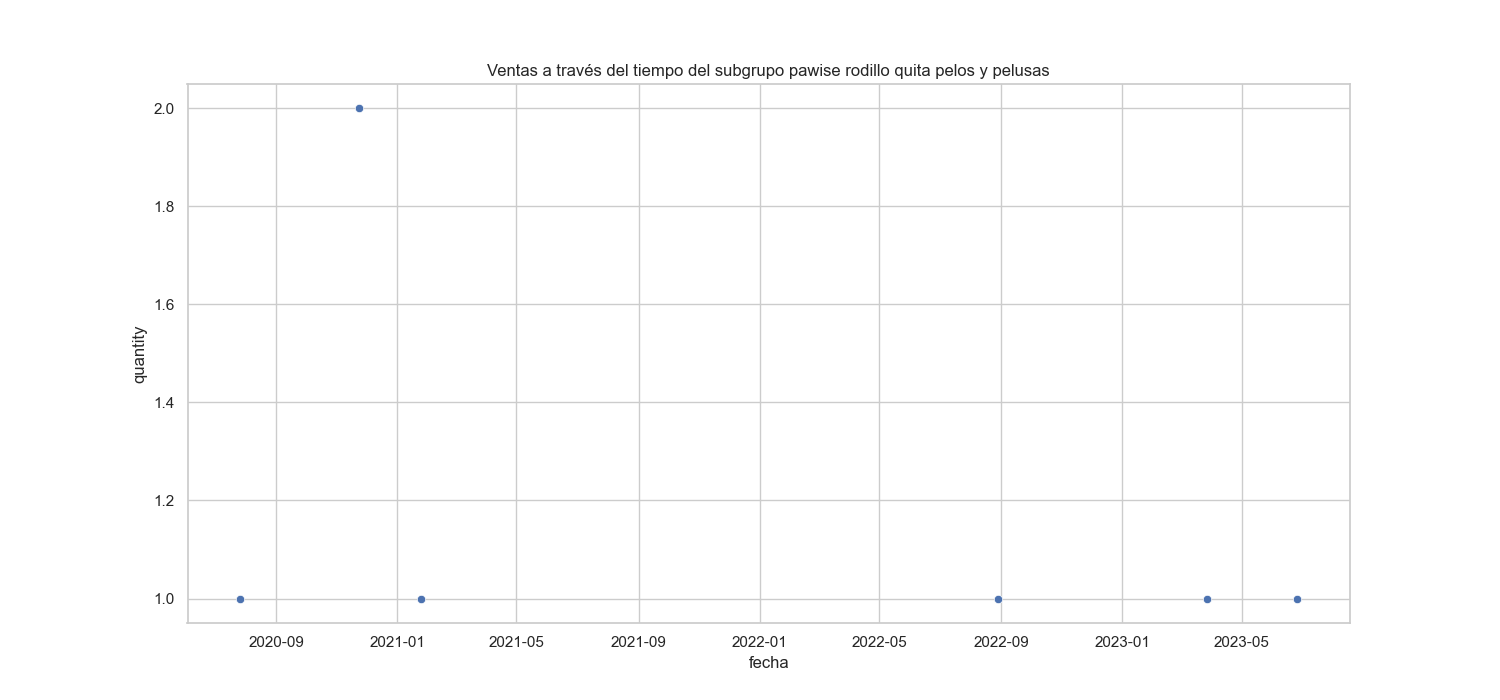 Ventas a través del tiempo del subgrupo pawise rodillo quita pelos y pelusas
2.0
1.8
1.6
1.4
1.2
1.0
quantity
2020-09 2021-01 2021-05 2021-09 2022-01 2022-05 2022-09 2023-01 2023-05
fecha